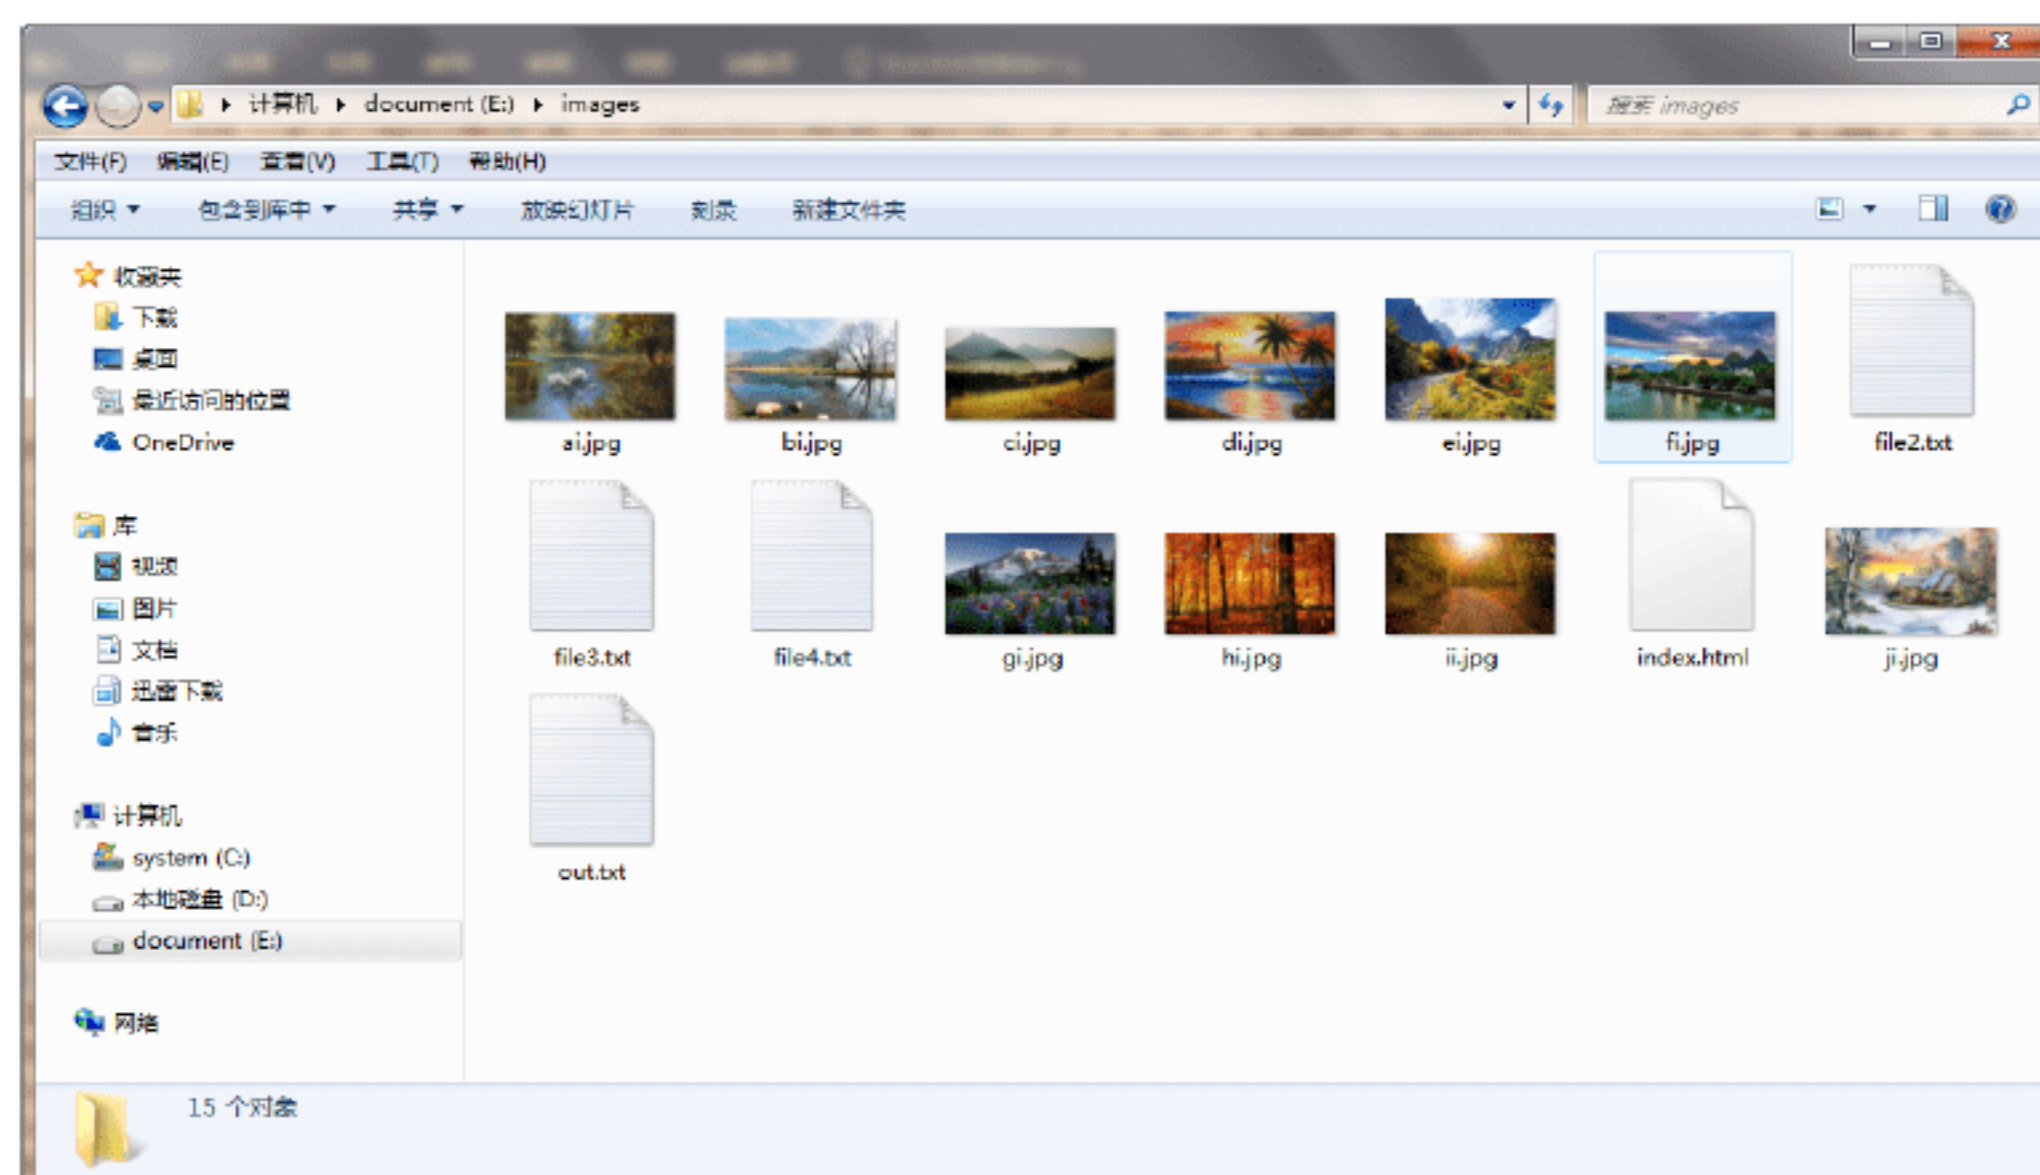 计算机 document (E:) images
搜索 images
文件(F) 编辑(E) 查看(V) 工具(T) 帮助(H)
组织 包含到库中 共享 放映幻灯片 刻录 新建文件夹
收藏夹
下载
桌面
最近访问的位置
OneDrive
库
视频
图片
文档
迅雷下载
音乐
计算机
system (C:)
本地磁盘 (D:)
document (E:)
网络
ai.jpg bi.jpg ci.jpg di.jpg ei.jpg fi.jpg file2.txt
file3.txt file4.txt gi.jpg hi.jpg ii.jpg index.html ji.jpg
out.txt
15 个对象